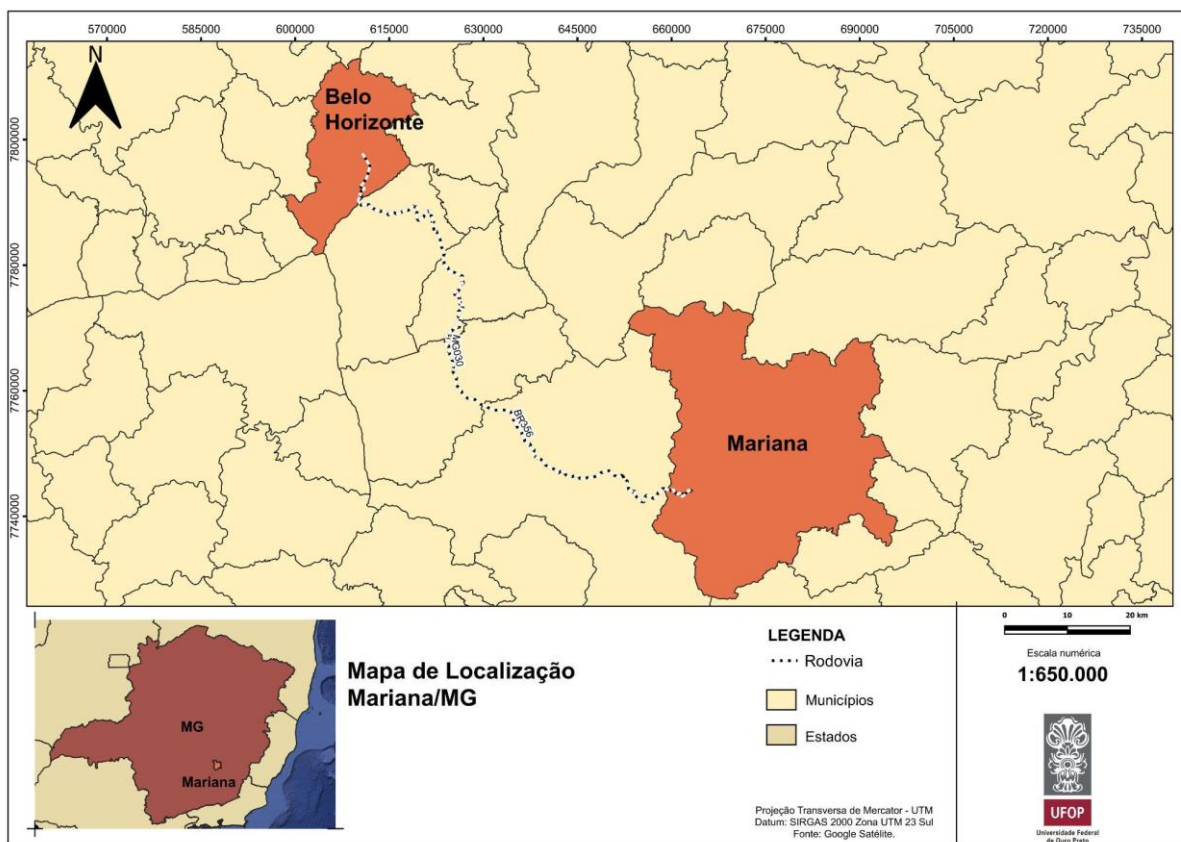 570000 585000 600000 615000 630000 645000 660000 675000 690000 705000 720000 735000
N
7800000
7780000
7760000
7740000
Belo
Horizonte
MG030
BR356
Mariana
MG
Mariana
Mapa de Localização
Mariana/MG
LEGENDA
Rodovia
Municípios
Estados
Projeção Transversa de Mercator - UTM
Datum: SIRGAS 2000 Zona UTM 23 Sul
Fonte: Google Satélite.
0 10 20 km
Escala numérica
1:650.000
UFOP
Universidade Federal
de Ouro Preto